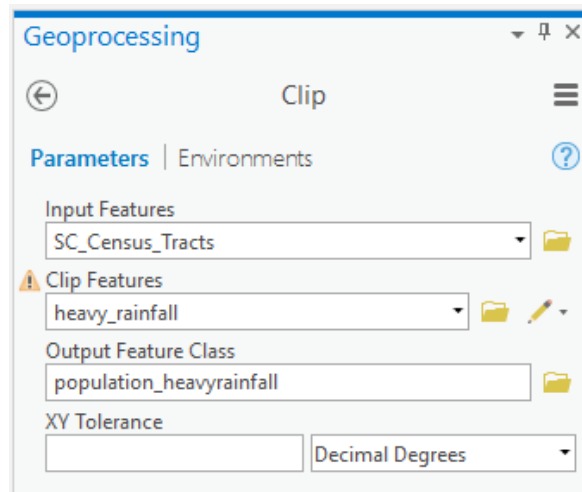 Geoprocessing
Clip
Parameters | Environments
Input Features
SC_Census_Tracts
Clip Features
heavy_rainfall
Output Feature Class
population_heavyrainfall
XY Tolerance
Decimal Degrees